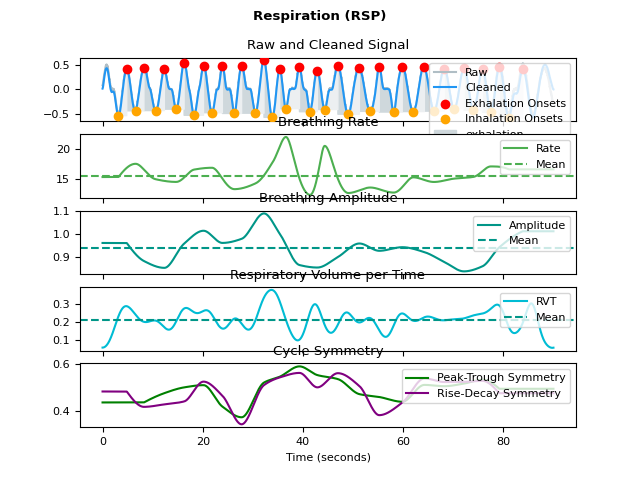 Respiration (RSP)
Raw and Cleaned Signal
0.5
0.0
−0.5
Raw
Cleaned
Exhalation Onsets
Inhalation Onsets
exhalation
Breathing Rate
20
15
Rate
Mean
Breathing Amplitude
1.1
1.0
0.9
Amplitude
Mean
Respiratory Volume per Time
0.3
0.2
0.1
RVT
Mean
Cycle Symmetry
0.6
0.4
Peak-Trough Symmetry
Rise-Decay Symmetry
0 20 40 60 80
Time (seconds)